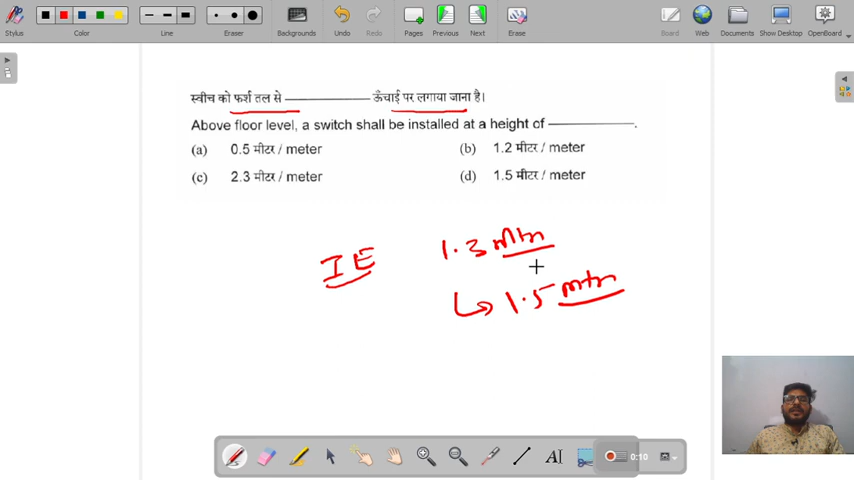 Stylus
Color
Line
Eraser
Backgrounds
Undo
Redo
Pages
Previous
Next
Erase
Board
Web
Documents
Show Desktop
OpenBoard
स्वीच को फर्श तल से ————— ऊँचाई पर लगाया जाना है।
Above floor level, a switch shall be installed at a height of —————.
(a) 0.5 मीटर / meter (b) 1.2 मीटर / meter
(c) 2.3 मीटर / meter (d) 1.5 मीटर / meter
IE 1.3 mtr
↳ 1.5 mtr
0:10